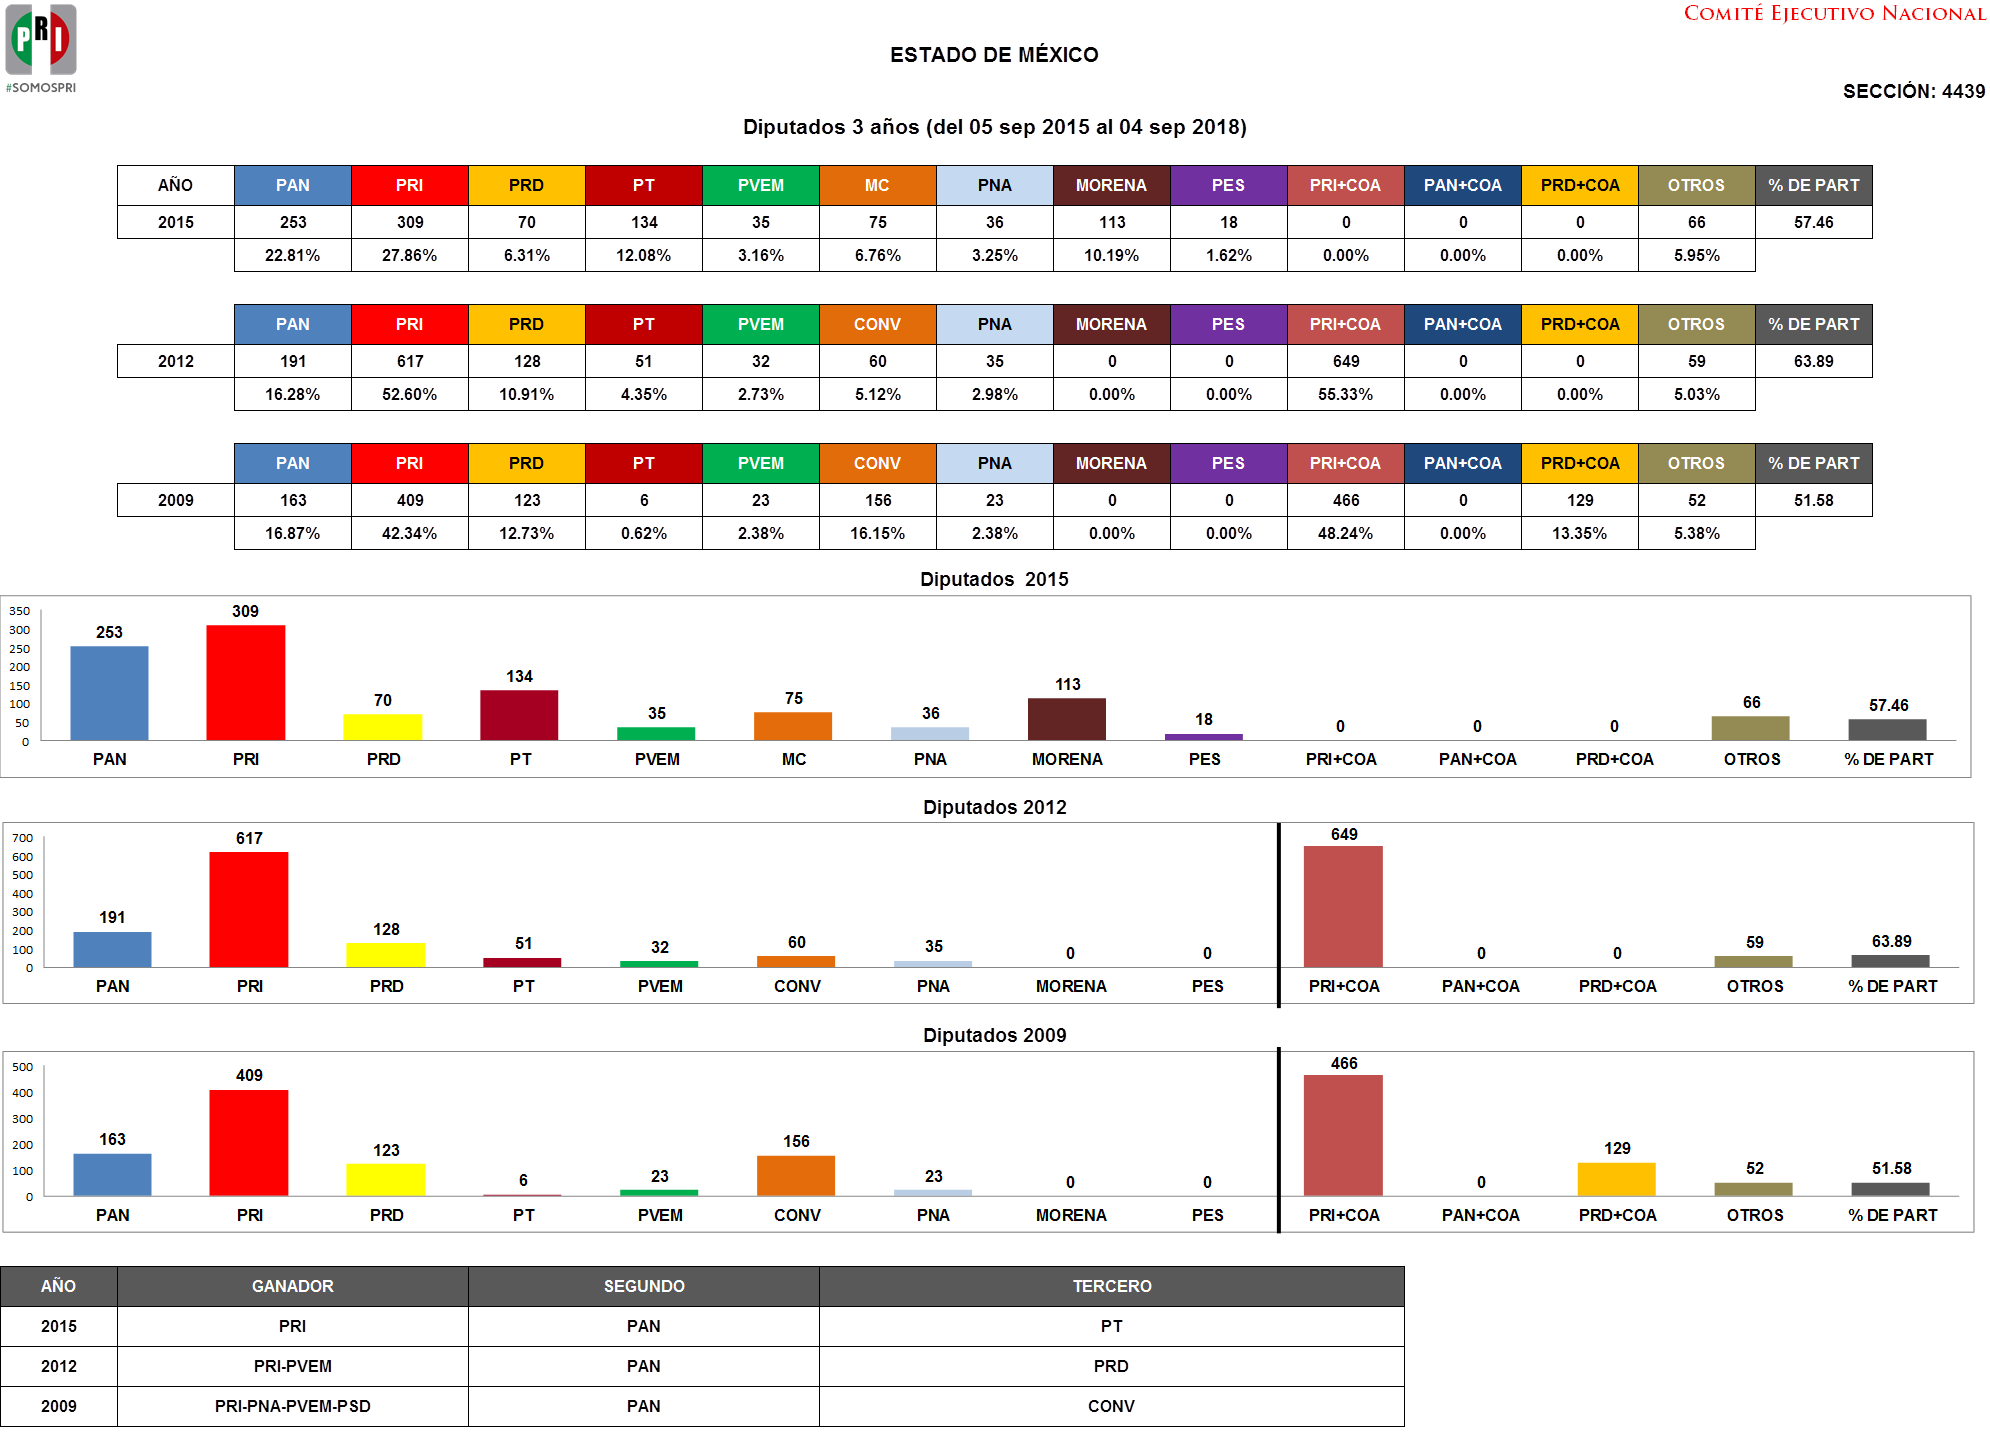 PRI
#SOMOSPRI
COMITÉ EJECUTIVO NACIONAL
ESTADO DE MÉXICO
SECCIÓN: 4439
Diputados 3 años (del 05 sep 2015 al 04 sep 2018)
AÑO PAN PRI PRD PT PVEM MC PNA MORENA PES PRI+COA PAN+COA PRD+COA OTROS % DE PART
2015 253 309 70 134 35 75 36 113 18 0 0 0 66 57.46
22.81% 27.86% 6.31% 12.08% 3.16% 6.76% 3.25% 10.19% 1.62% 0.00% 0.00% 0.00% 5.95%
PAN PRI PRD PT PVEM CONV PNA MORENA PES PRI+COA PAN+COA PRD+COA OTROS % DE PART
2012 191 617 128 51 32 60 35 0 0 649 0 0 59 63.89
16.28% 52.60% 10.91% 4.35% 2.73% 5.12% 2.98% 0.00% 0.00% 55.33% 0.00% 0.00% 5.03%
PAN PRI PRD PT PVEM CONV PNA MORENA PES PRI+COA PAN+COA PRD+COA OTROS % DE PART
2009 163 409 123 6 23 156 23 0 0 466 0 129 52 51.58
16.87% 42.34% 12.73% 0.62% 2.38% 16.15% 2.38% 0.00% 0.00% 48.24% 0.00% 13.35% 5.38%
Diputados 2015
350
300
250
200
150
100
50
0
253 309 70 134 35 75 36 113 18 0 0 0 66 57.46
PAN PRI PRD PT PVEM MC PNA MORENA PES PRI+COA PAN+COA PRD+COA OTROS % DE PART
Diputados 2012
700
600
500
400
300
200
100
0
191 617 128 51 32 60 35 0 0 649 0 0 59 63.89
PAN PRI PRD PT PVEM CONV PNA MORENA PES PRI+COA PAN+COA PRD+COA OTROS % DE PART
Diputados 2009
500
400
300
200
100
0
163 409 123 6 23 156 23 0 0 466 0 129 52 51.58
PAN PRI PRD PT PVEM CONV PNA MORENA PES PRI+COA PAN+COA PRD+COA OTROS % DE PART
AÑO GANADOR SEGUNDO TERCERO
2015 PRI PAN PT
2012 PRI-PVEM PAN PRD
2009 PRI-PNA-PVEM-PSD PAN CONV